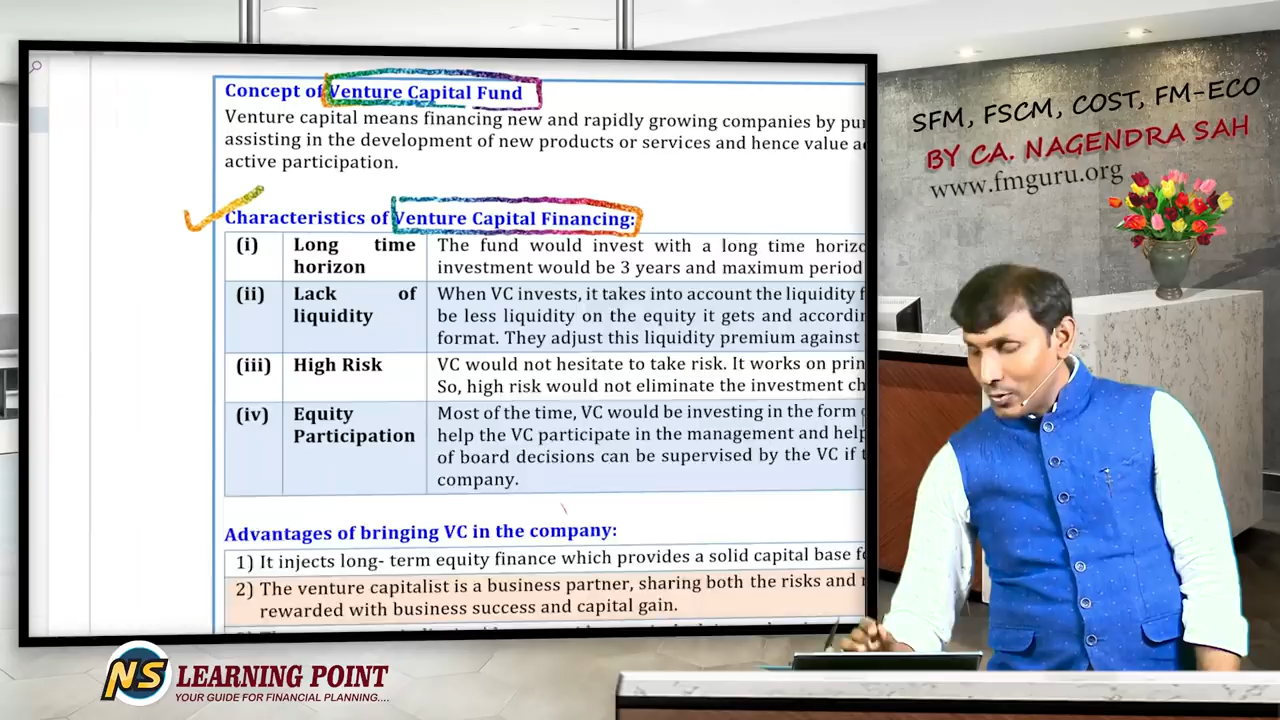 Concept of Venture Capital Fund
Venture capital means financing new and rapidly growing companies by pur
assisting in the development of new products or services and hence value a
active participation.
Characteristics of Venture Capital Financing:
(i) Long time horizon
The fund would invest with a long time horizo
investment would be 3 years and maximum period
(ii) Lack of liquidity
When VC invests, it takes into account the liquidity f
be less liquidity on the equity it gets and accordin
format. They adjust this liquidity premium against
(iii) High Risk
VC would not hesitate to take risk. It works on prin
So, high risk would not eliminate the investment ch
(iv) Equity Participation
Most of the time, VC would be investing in the form
help the VC participate in the management and help
of board decisions can be supervised by the VC if t
company.
Advantages of bringing VC in the company:
1) It injects long- term equity finance which provides a solid capital base f
2) The venture capitalist is a business partner, sharing both the risks and
rewarded with business success and capital gain.
SFM, FSCM, COST, FM-ECO
BY CA. NAGENDRA SAH
www.fmguru.org
NS LEARNING POINT
YOUR GUIDE FOR FINANCIAL PLANNING....